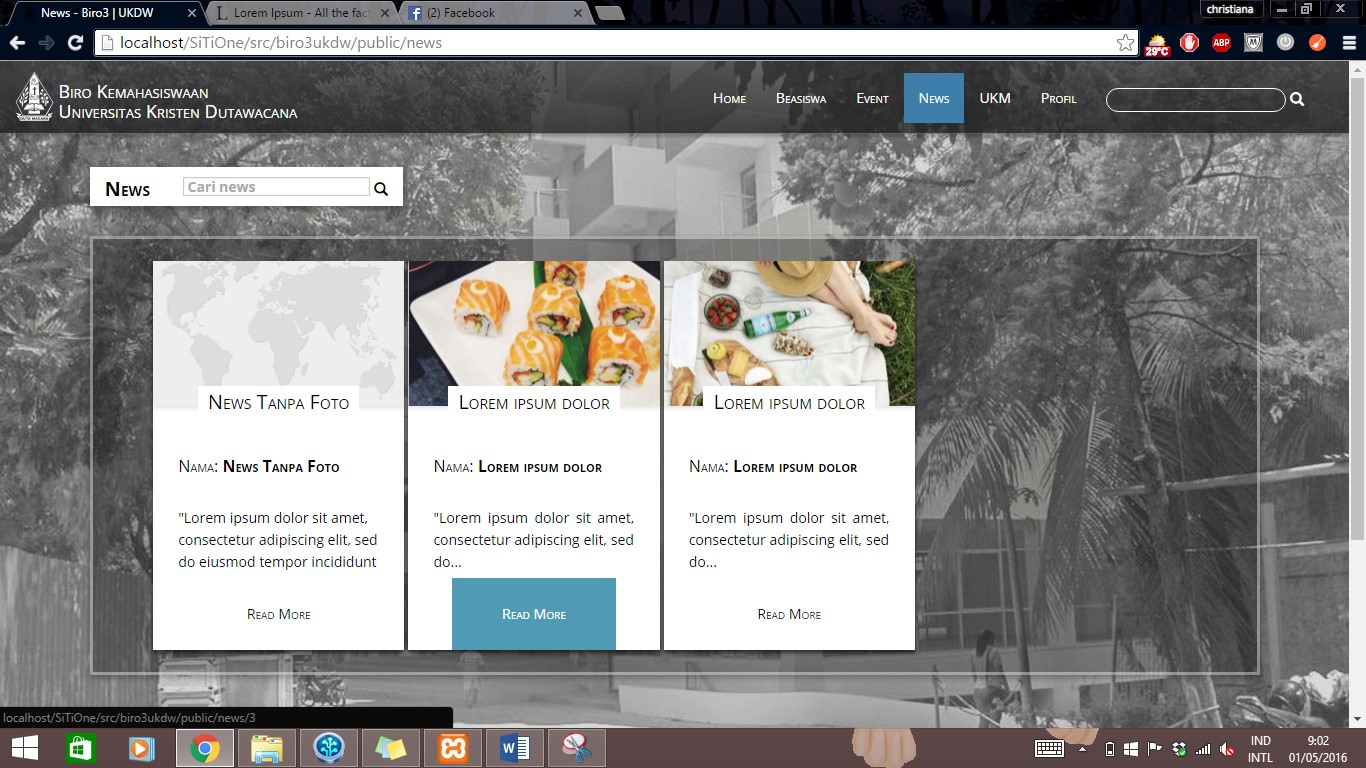 News - Biro3 | UKDW
Lorem Ipsum - All the fact
(2) Facebook
christiana
localhost/SiTiOne/src/biro3ukdw/public/news
29°C
ABP
Biro Kemahasiswaan
Universitas Kristen Dutawacana
Home Beasiswa Event News UKM Profil
News Cari news
News Tanpa Foto
Nama: News Tanpa Foto
"Lorem ipsum dolor sit amet,
consectetur adipiscing elit, sed
do eiusmod tempor incididunt
Read More
Lorem ipsum dolor
Nama: Lorem ipsum dolor
"Lorem ipsum dolor sit amet,
consectetur adipiscing elit, sed
do...
Read More
Lorem ipsum dolor
Nama: Lorem ipsum dolor
"Lorem ipsum dolor sit amet,
consectetur adipiscing elit, sed
do...
Read More
localhost/SiTiOne/src/biro3ukdw/public/news/3
IND
INTL
9:02
01/05/2016